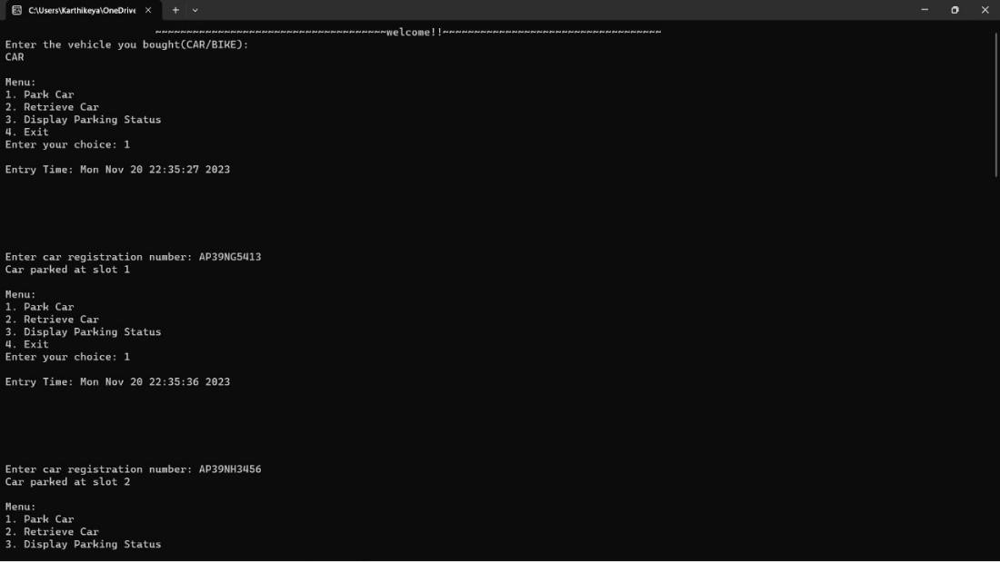 C:\Users\Karthikeya\OneDrive
~~~~~~~~~~~~~~~~~~~~~~~~~~~~~~~~~~~~~welcome!!~~~~~~~~~~~~~~~~~~~~~~~~~~~~~~~~~~~
Enter the vehicle you bought(CAR/BIKE):
CAR
Menu:
1. Park Car
2. Retrieve Car
3. Display Parking Status
4. Exit
Enter your choice: 1
Entry Time: Mon Nov 20 22:35:27 2023
Enter car registration number: AP39NG5413
Car parked at slot 1
Menu:
1. Park Car
2. Retrieve Car
3. Display Parking Status
4. Exit
Enter your choice: 1
Entry Time: Mon Nov 20 22:35:36 2023
Enter car registration number: AP39NH3456
Car parked at slot 2
Menu:
1. Park Car
2. Retrieve Car
3. Display Parking Status